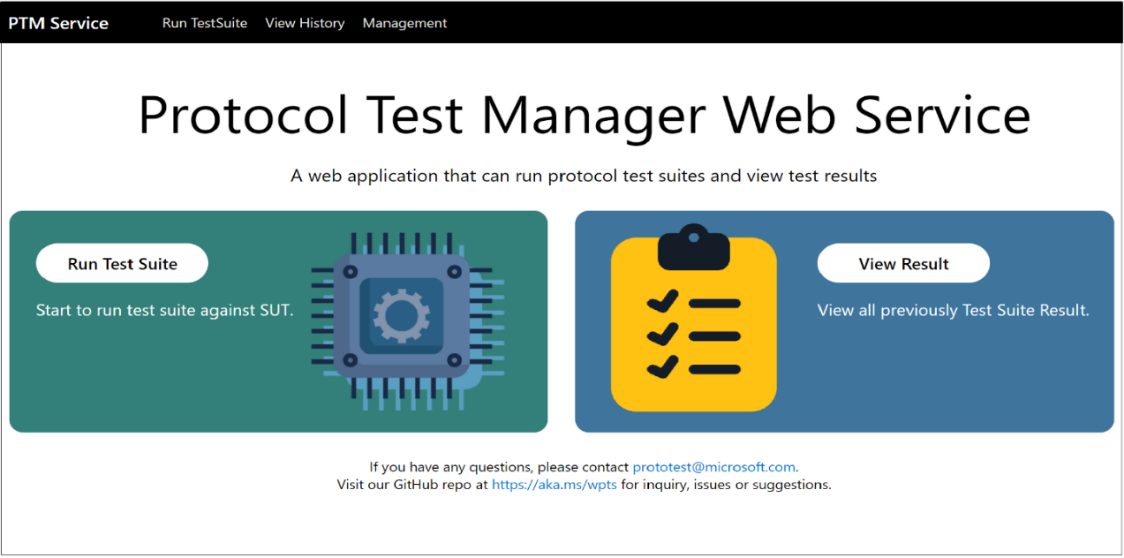 PTM Service Run TestSuite View History Management
Protocol Test Manager Web Service
A web application that can run protocol test suites and view test results
Run Test Suite
Start to run test suite against SUT.
View Result
View all previously Test Suite Result.
If you have any questions, please contact prototest@microsoft.com.
Visit our GitHub repo at https://aka.ms/wpts for inquiry, issues or suggestions.